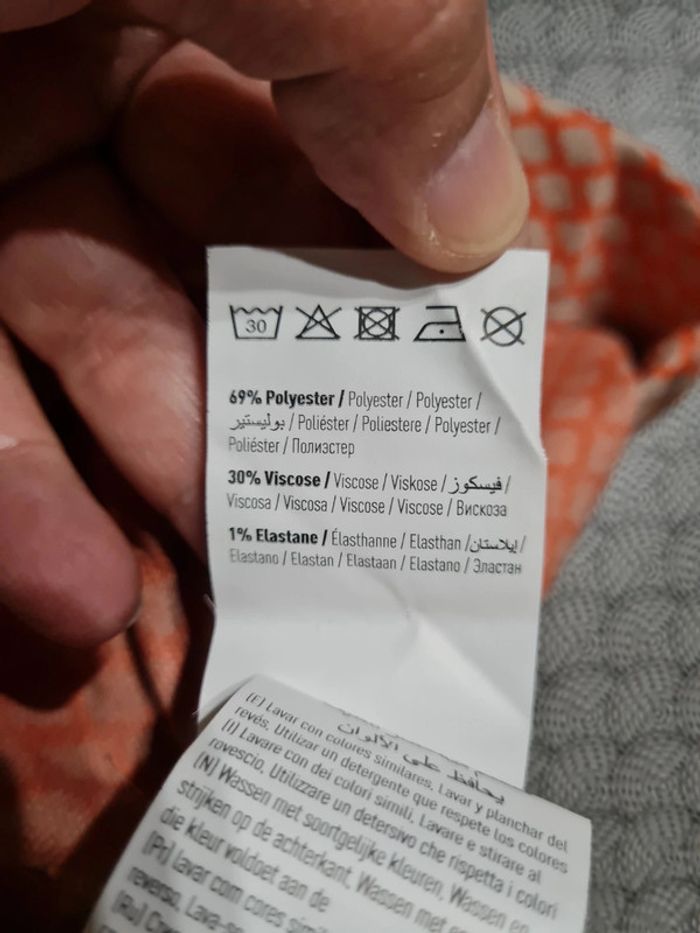 30
69% Polyester / Polyester / Polyester /
بوليستير / Poliéster / Poliestere / Polyester /
Poliéster / Полиэстер
30% Viscose / Viscose / Viskose / فيسكوز /
Viscosa / Viscosa / Viscose / Viscose / Вискоза
1% Elastane / Élasthanne / Elasthan / إيلاستان /
Elastano / Elastan / Elastaan / Elastano / Эластан
يحافظ على الألوان
(E) Lavar con colores similares. Lavar y planchar del
revés. Utilizar un detergente que respete los colores
(I) Lavare con dei colori simili. Lavare e stirare al
rovescio. Utilizzare un detersivo che rispetta i colori
(N) Wassen met soortgelijke kleuren. Wassen en
strijken op de achterkant. Wassen met
die kleur voldoet aan de
(Pt) lavar com cores
reverso. Lava-
(Ru)